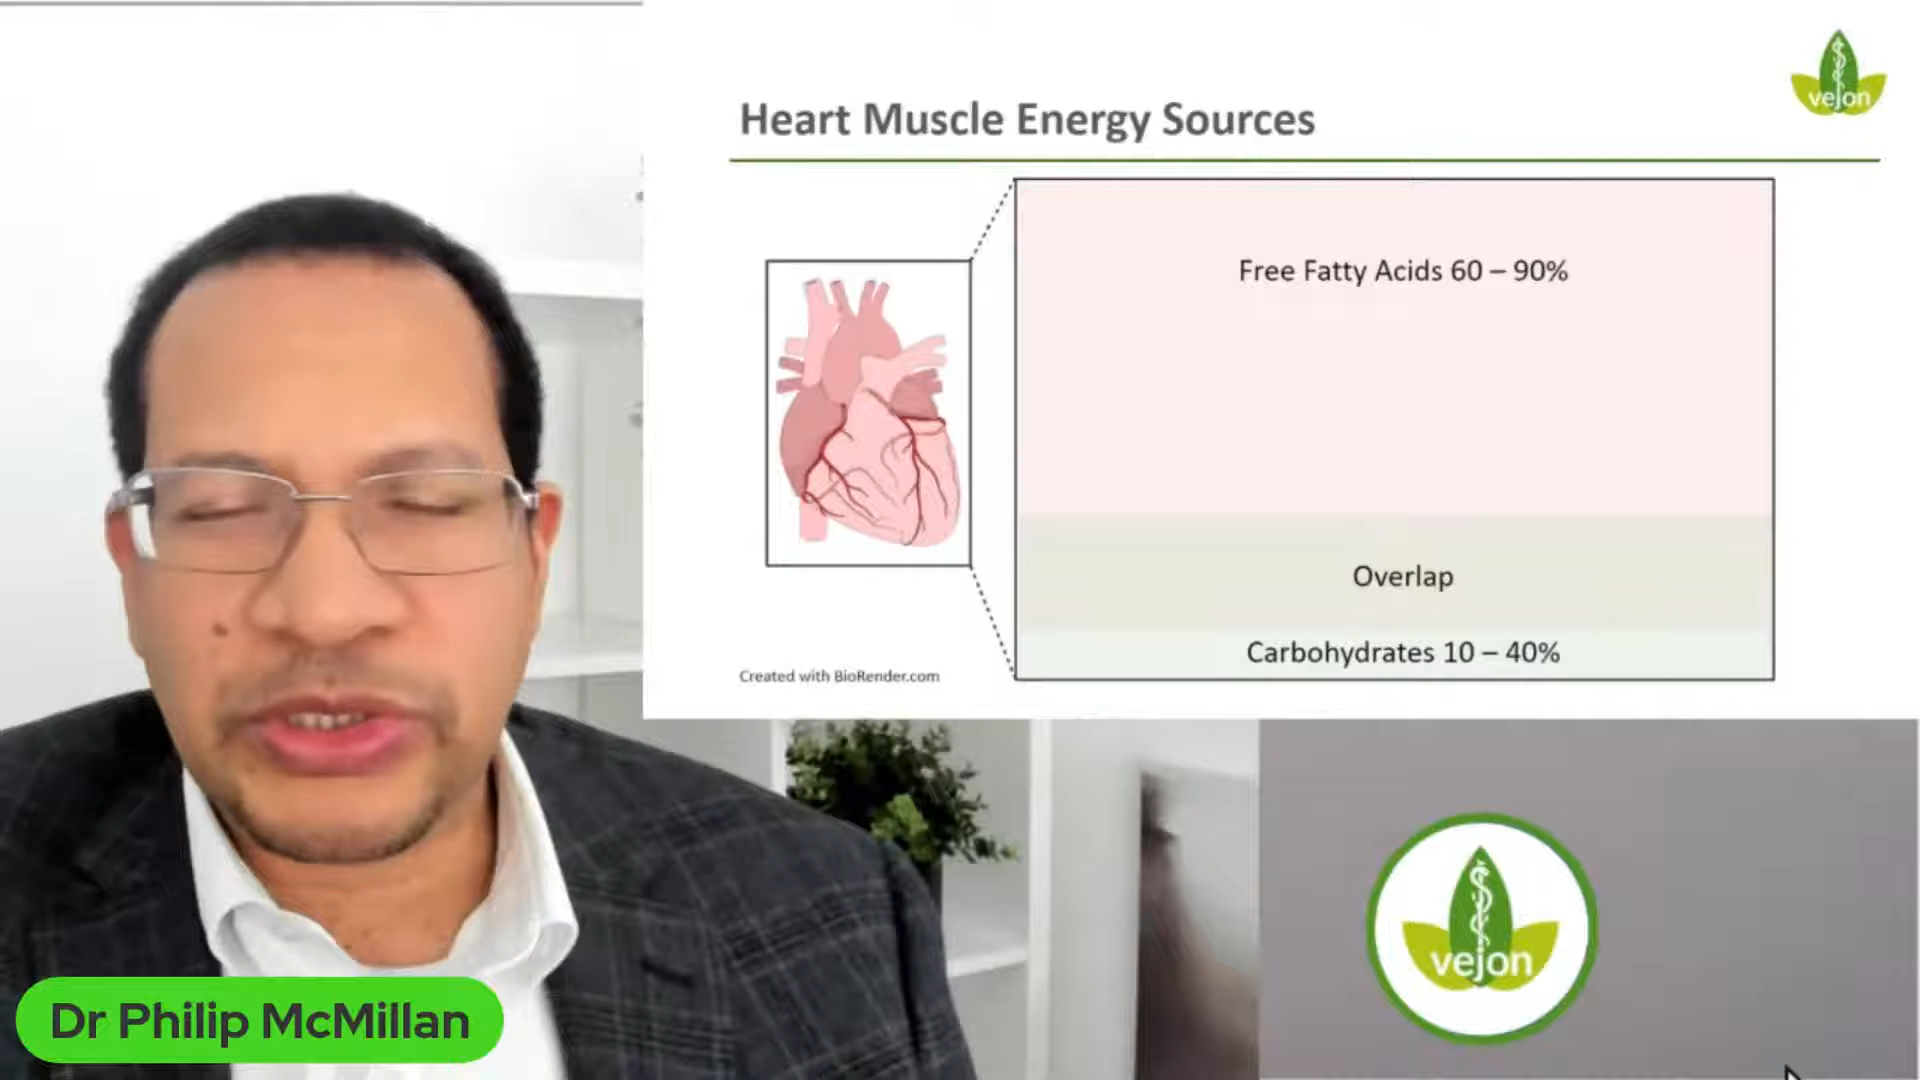 vejon
Heart Muscle Energy Sources
Free Fatty Acids 60 – 90%
Overlap
Carbohydrates 10 – 40%
Created with BioRender.com
vejon
Dr Philip McMillan